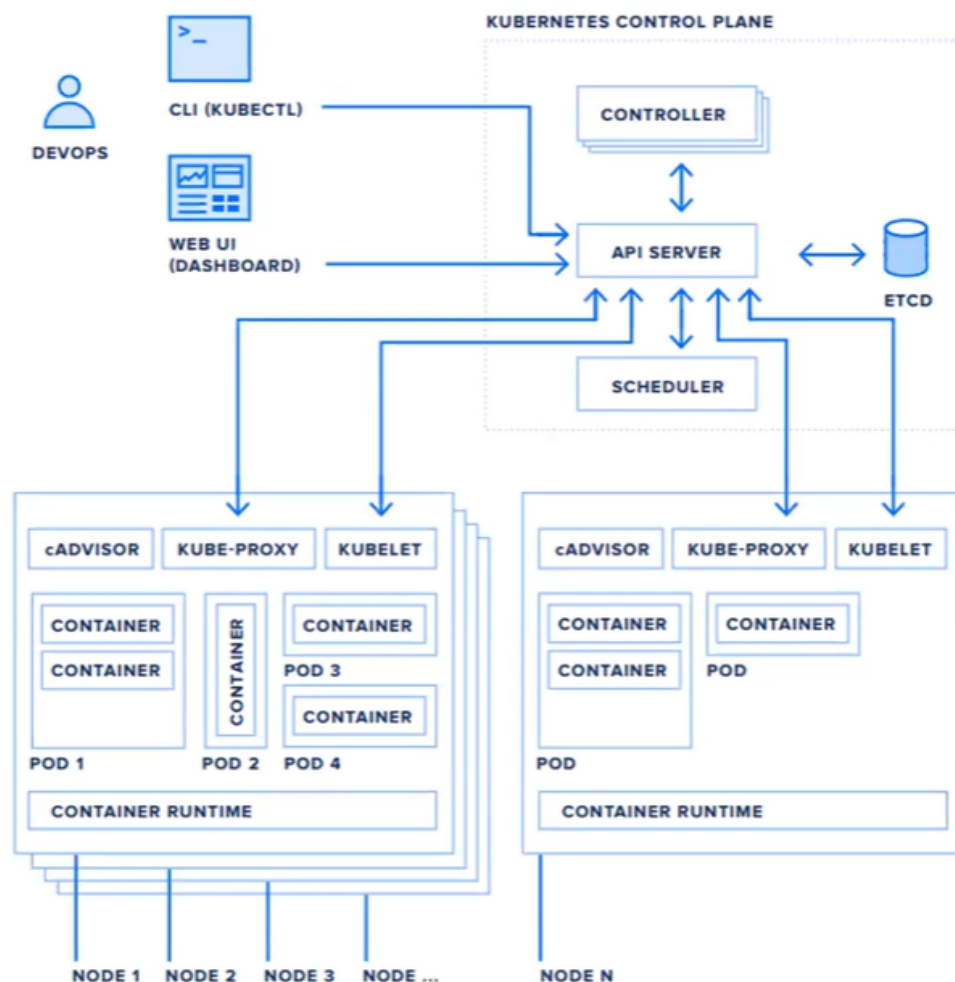 KUBERNETES CONTROL PLANE
>_
CLI (KUBECTL)
DEVOPS
CONTROLLER
WEB UI
(DASHBOARD)
API SERVER
ETCD
SCHEDULER
cADVISOR
KUBE-PROXY
KUBELET
CONTAINER
CONTAINER
POD 1
CONTAINER
POD 2
CONTAINER
POD 3
CONTAINER
POD 4
CONTAINER RUNTIME
cADVISOR
KUBE-PROXY
KUBELET
CONTAINER
CONTAINER
POD
CONTAINER
POD
CONTAINER RUNTIME
NODE 1
NODE 2
NODE 3
NODE ...
NODE N